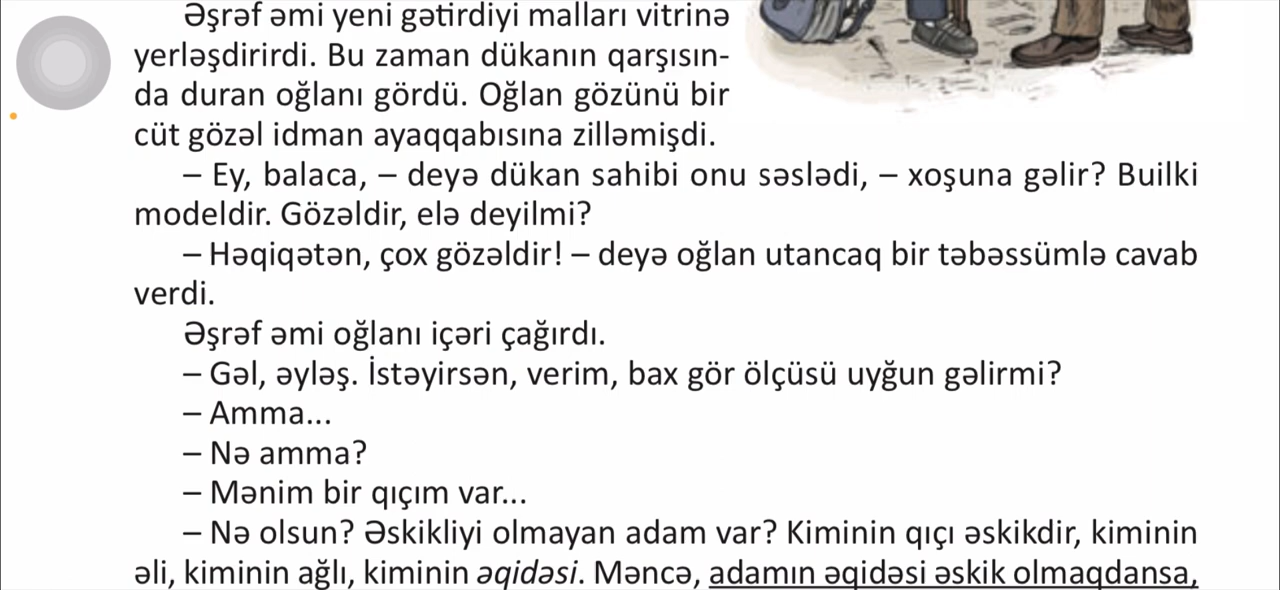 Əşrəf əmi yeni gətirdiyi malları vitrinə
yerləşdirirdi. Bu zaman dükanın qarşısın-
da duran oğlanı gördü. Oğlan gözünü bir
cüt gözəl idman ayaqqabısına zilləmişdi.
– Ey, balaca, – deyə dükan sahibi onu səslədi, – xoşuna gəlir? Builki
modeldir. Gözəldir, elə deyilmi?
– Həqiqətən, çox gözəldir! – deyə oğlan utancaq bir təbəssümlə cavab
verdi.
Əşrəf əmi oğlanı içəri çağırdı.
– Gəl, əyləş. İstəyirsən, verim, bax gör ölçüsü uyğun gəlirmi?
– Amma...
– Nə amma?
– Mənim bir qıçım var...
– Nə olsun? Əskikliyi olmayan adam var? Kiminin qıçı əskikdir, kiminin
əli, kiminin ağlı, kiminin əqidəsi. Məncə, adamın əqidəsi əskik olmaqdansa,